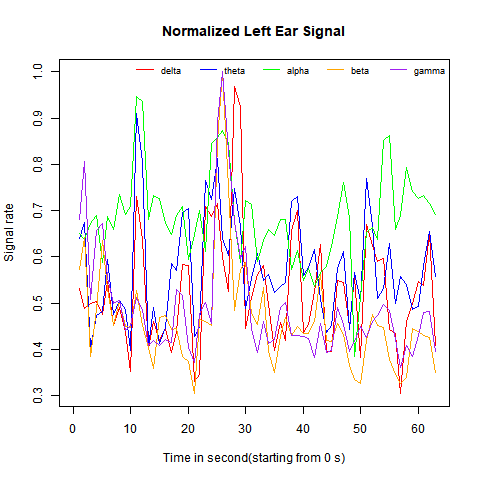 Normalized Left Ear Signal
delta theta alpha beta gamma
1.0
0.9
0.8
0.7
0.6
0.5
0.4
0.3
Signal rate
0 10 20 30 40 50 60
Time in second(starting from 0 s)